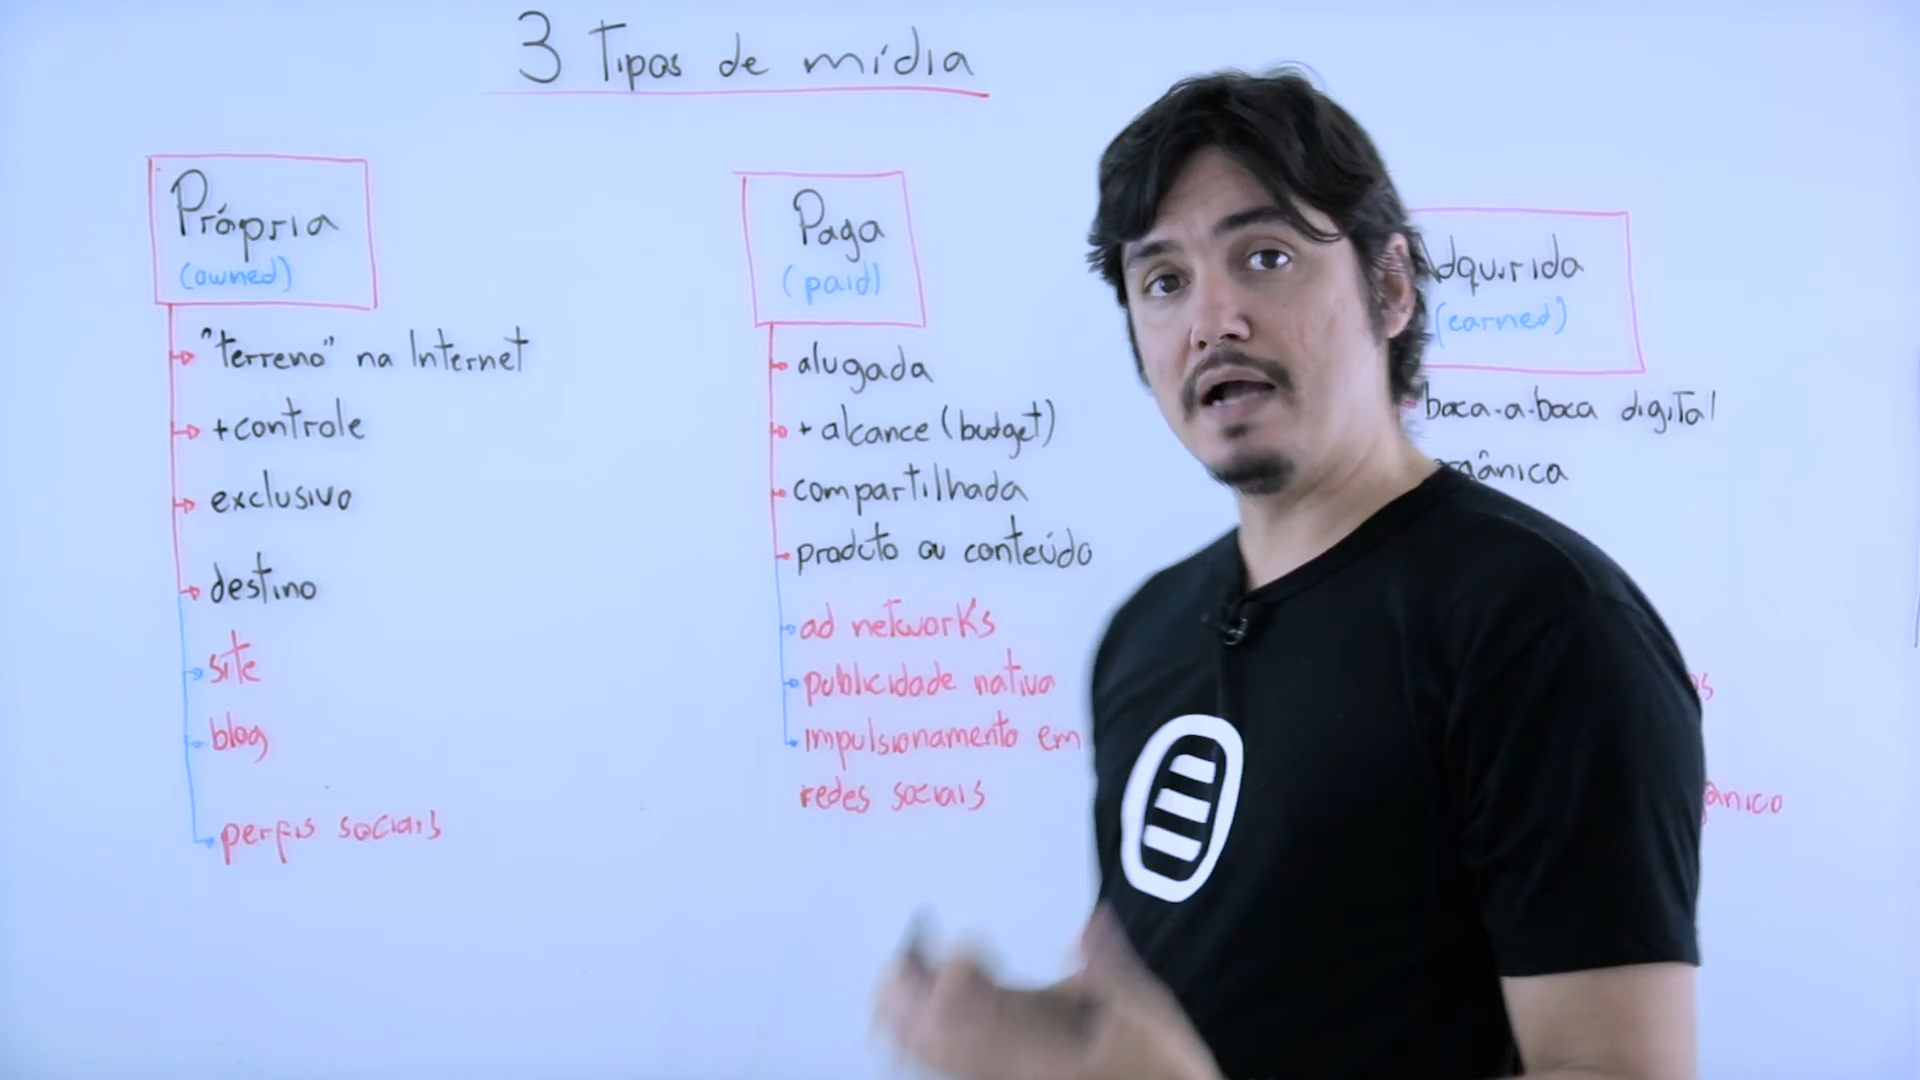 3 Tipos de mídia
Própria
(owned)
"terreno" na Internet
+controle
exclusivo
destino
site
blog
perfis sociais
Paga
(paid)
alugada
+ alcance (budget)
compartilhada
produto ou conteúdo
ad networks
publicidade nativa
impulsionamento em
redes sociais
Adquirida
(earned)
boca-a-boca digital